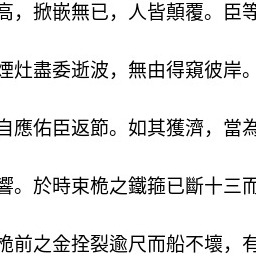 高，掀嵌無已，人皆顛覆。臣等
煙灶盡委逝波，無由得窺彼岸。
自應佑臣返節。如其獲濟，當為
響。於時束桅之鐵箍已斷十三而
桅前之金拴裂逾尺而船不壞，有